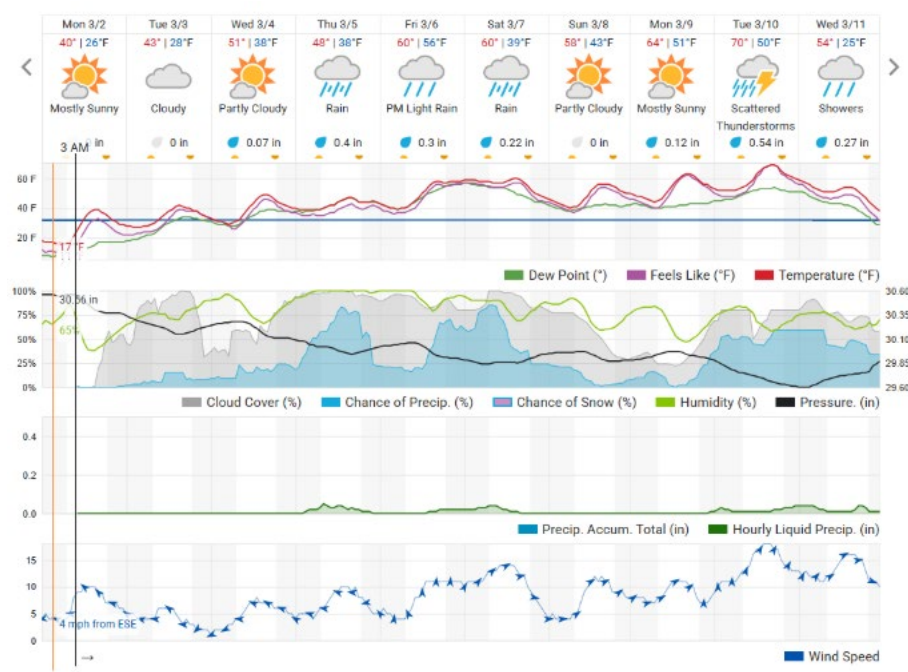 Mon 3/2 Tue 3/3 Wed 3/4 Thu 3/5 Fri 3/6 Sat 3/7 Sun 3/8 Mon 3/9 Tue 3/10 Wed 3/11
40° | 26°F 43° | 28°F 51° | 38°F 48° | 38°F 60° | 56°F 60° | 39°F 58° | 43°F 64° | 51°F 70° | 50°F 54° | 25°F
Mostly Sunny Cloudy Partly Cloudy Rain PM Light Rain Rain Partly Cloudy Mostly Sunny Scattered Thunderstorms Showers
in 0 in 0.07 in 0.4 in 0.3 in 0.22 in 0 in 0.12 in 0.54 in 0.27 in
3 AM
60 F
40 F
20 F
17°F
Dew Point (°) Feels Like (°F) Temperature (°F)
100% 30.60
30.66 in
75% 30.35
65%
50% 30.10
25% 29.85
0% 29.60
Cloud Cover (%) Chance of Precip. (%) Chance of Snow (%) Humidity (%) Pressure. (in)
0.4
0.2
0.0
Precip. Accum. Total (in) Hourly Liquid Precip. (in)
15
10
5
4 mph from ESE
0
Wind Speed